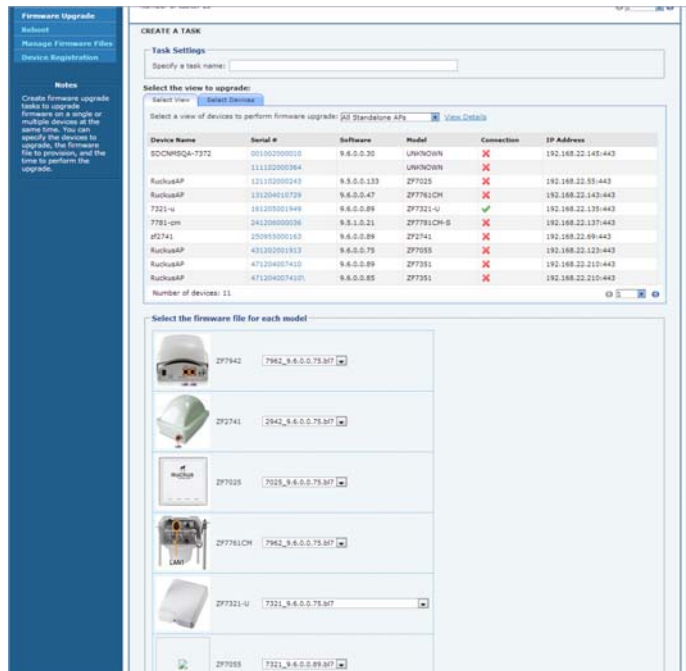 Firmware Upgrade
Reboot
Manage Firmware Files
Device Registration
Notes
Create firmware upgrade
tasks to upgrade
firmware on a single or
multiple devices at the
same time. You can
specify the devices to
upgrade, the firmware
file to provision, and the
time to perform the
upgrade.
CREATE A TASK
Task Settings
Specify a task name:
Select the view to upgrade:
Select View Select Devices
Select a view of devices to perform firmware upgrade: All Standalone APs View Details
Device Name Serial # Software Model Connection IP Address
SDCNMSQA-7372 001002000010 9.6.0.0.30 UNKNOWN 192.168.22.145:443
111102000364 UNKNOWN
RuckusAP 121102000243 9.5.0.0.133 ZF7025 192.168.22.55:443
RuckusAP 131204010729 9.6.0.0.47 ZF7761CM 192.168.22.143:443
7321-u 161205001949 9.6.0.0.89 ZF7321-U 192.168.22.135:443
7781-cm 241206000036 9.5.1.0.21 ZF7781CM-S 192.168.22.137:443
zf2741 250955000163 9.6.0.0.89 ZF2741 192.168.22.69:443
RuckusAP 431202001913 9.6.0.0.75 ZF7055 192.168.22.123:443
RuckusAP 471204007410 9.6.0.0.89 ZF7351 192.168.22.210:443
RuckusAP 471204007410\ 9.6.0.0.85 ZF7351 192.168.22.210:443
Number of devices: 11 1
Select the firmware file for each model
ZF7942 7962_9.6.0.0.75.bl7
ZF2741 2942_9.6.0.0.75.bl7
RUCKUS
ZF7025 7025_9.6.0.0.75.bl7
LAN1
ZF7761CM 7962_9.6.0.0.75.bl7
ZF7321-U 7321_9.6.0.0.75.bl7
ZF7055 7321_9.6.0.0.89.bl7